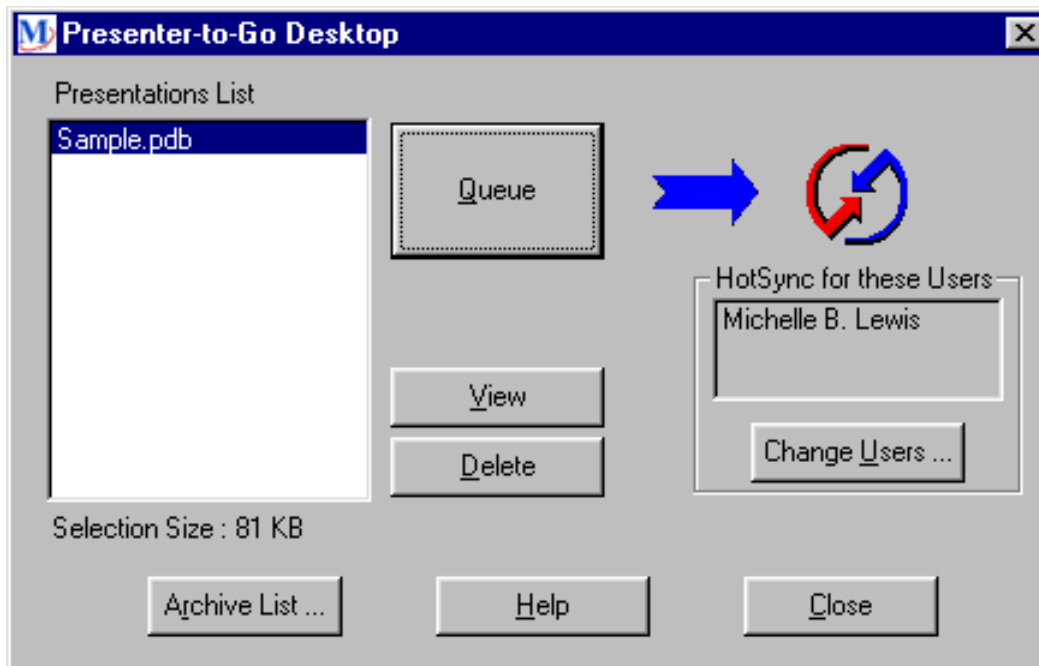 Presenter-to-Go Desktop
Presentations List
Sample.pdb
Queue
HotSync for these Users
Michelle B. Lewis
View
Change Users ...
Delete
Selection Size : 81 KB
Archive List ...
Help
Close